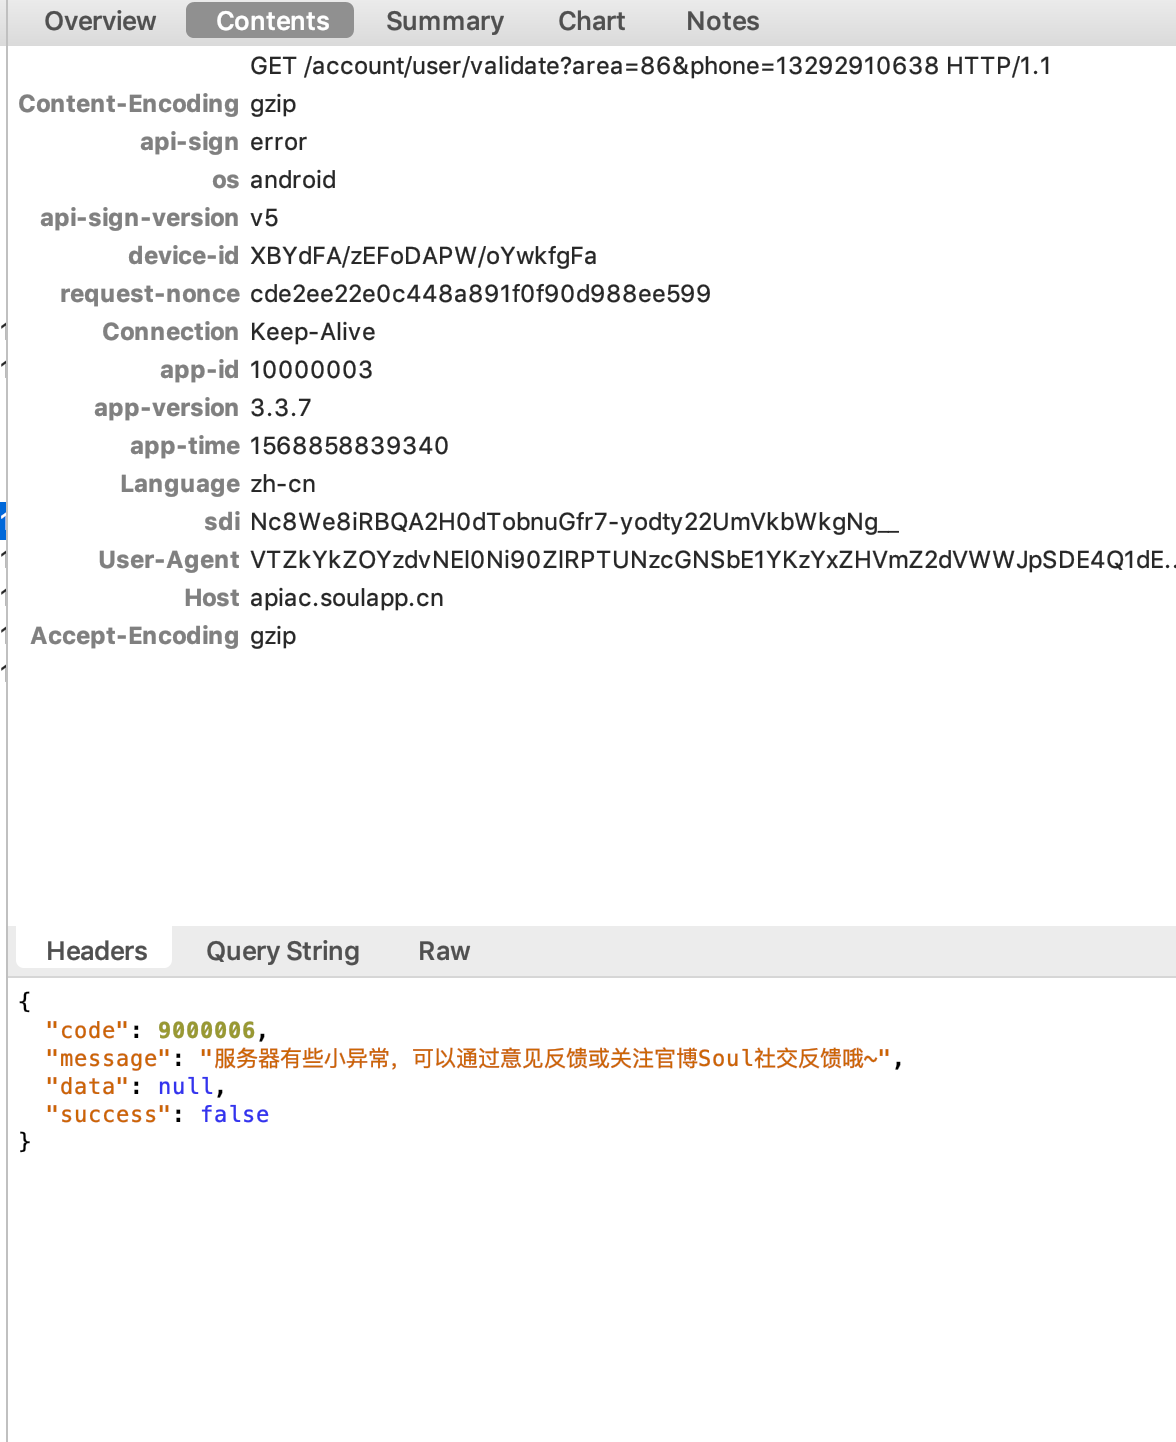 Overview Contents Summary Chart Notes
GET /account/user/validate?area=86&phone=13292910638 HTTP/1.1
Content-Encoding gzip
api-sign error
os android
api-sign-version v5
device-id XBYdFA/zEFoDAPW/oYwkfgFa
request-nonce cde2ee22e0c448a891f0f90d988ee599
Connection Keep-Alive
app-id 10000003
app-version 3.3.7
app-time 1568858839340
Language zh-cn
sdi Nc8We8iRBQA2H0dTobnuGfr7-yodty22UmVkbWkgNg__
User-Agent VTZkYkZOYzdvNEl0Ni90ZlRPTUNzcGNSbE1YKzYxZHVmZ2dVWWJpSDE4Q1dE...
Host apiac.soulapp.cn
Accept-Encoding gzip
Headers Query String Raw
{
"code": 9000006,
"message": "服务器有些小异常，可以通过意见反馈或关注官博Soul社交反馈哦~",
"data": null,
"success": false
}